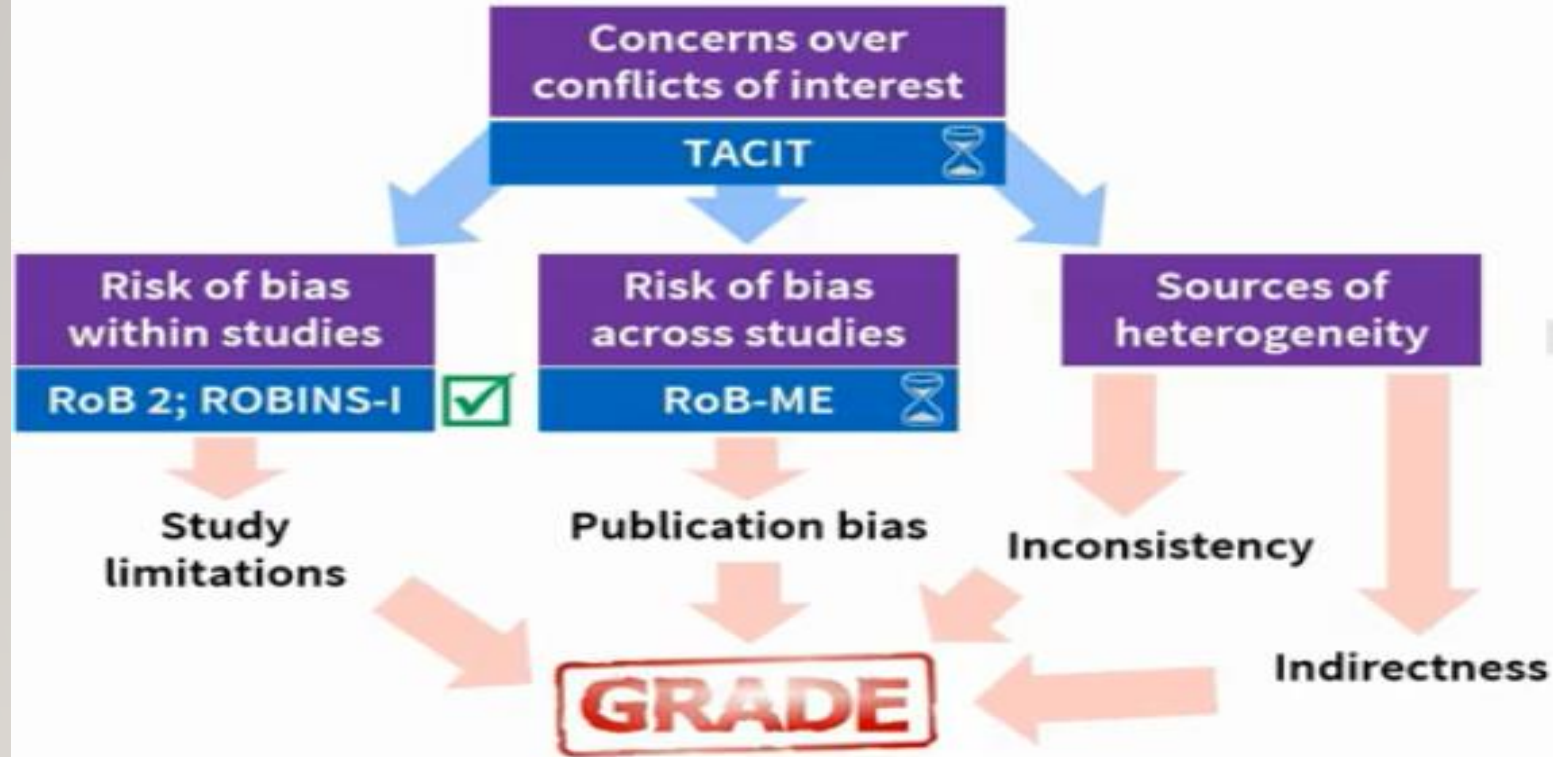 Concerns over
conflicts of interest
TACIT
Risk of bias
within studies
RoB 2; ROBINS-I
Risk of bias
across studies
RoB-ME
Sources of
heterogeneity
Study
limitations
Publication bias
Inconsistency
Indirectness
GRADE